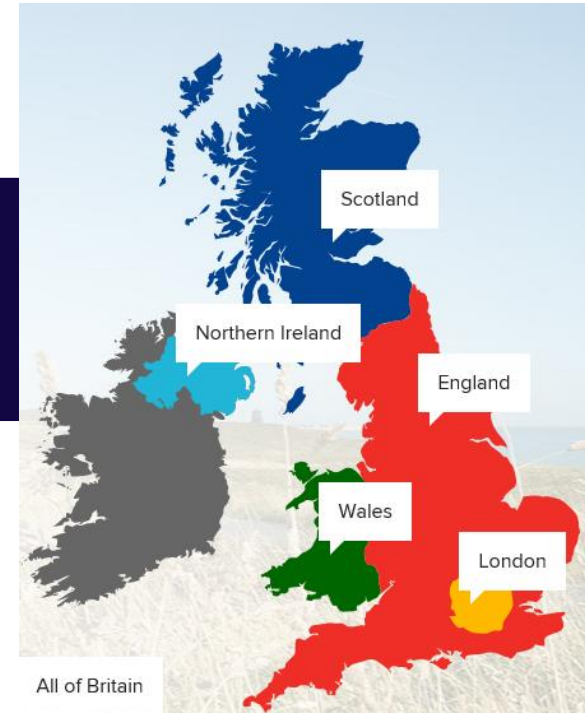 Scotland
Northern Ireland
England
Wales
London
All of Britain